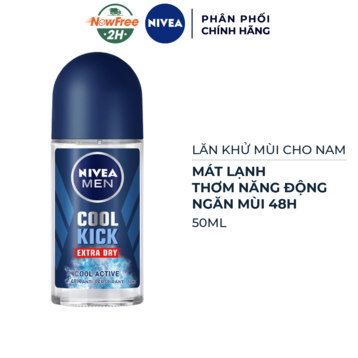 NowFree
2H
NIVEA
PHÂN PHỐI
CHÍNH HÃNG
NIVEA
MEN
COOL
KICK
EXTRA DRY
COOL ACTIVE
LĂN KHỬ MÙI CHO NAM
MÁT LẠNH
THƠM NĂNG ĐỘNG
NGĂN MÙI 48H
50ML